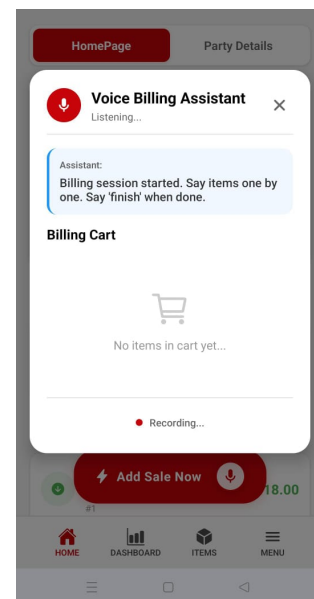 HomePage
Party Details
Voice Billing Assistant
Listening...
Assistant:
Billing session started. Say items one by
one. Say 'finish' when done.
Billing Cart
No items in cart yet...
Recording...
Add Sale Now
18.00
#1
HOME
DASHBOARD
ITEMS
MENU